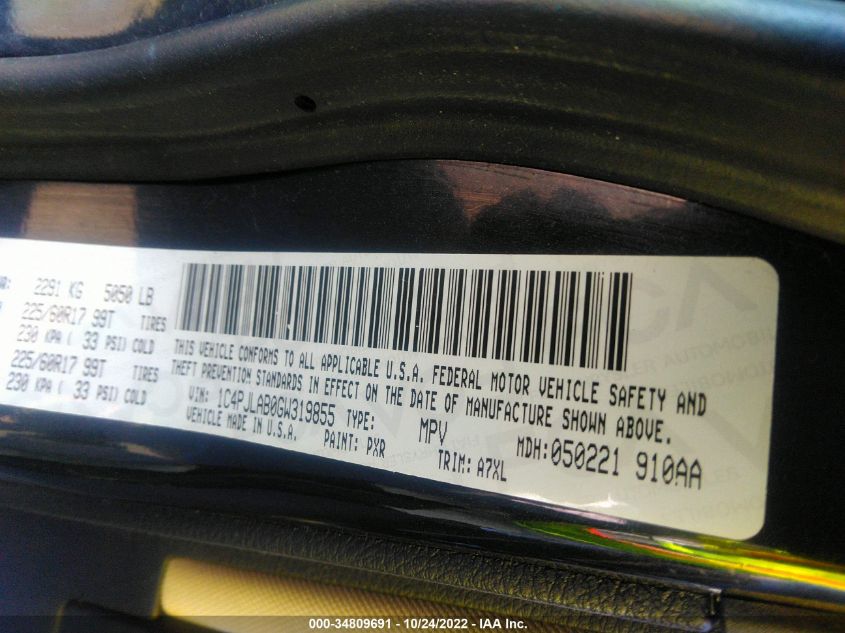 2291 KG 5050 LB
225/60R17 99T TIRES
230 KPA ( 33 PSI) COLD
225/60R17 99T TIRES
230 KPA ( 33 PSI) COLD
THIS VEHICLE CONFORMS TO ALL APPLICABLE U.S.A. FEDERAL MOTOR VEHICLE SAFETY AND
THEFT PREVENTION STANDARDS IN EFFECT ON THE DATE OF MANUFACTURE SHOWN ABOVE.
VIN: 1C4PJLAB0GW319855 TYPE: MPV MDH:050221 910AA
VEHICLE MADE IN U.S.A. PAINT: PXR TRIM: A7XL
000-34809691 - 10/24/2022 - IAA Inc.